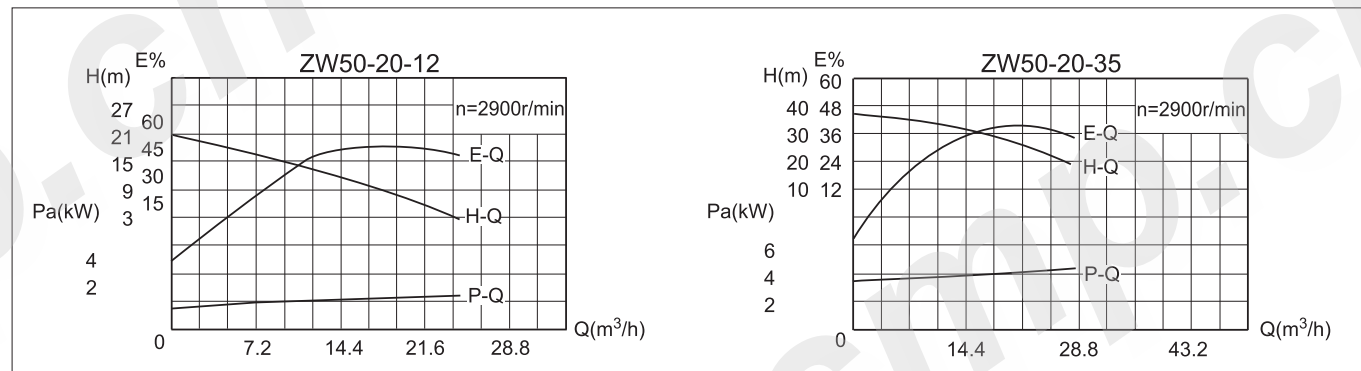 ZW50-20-12
E%
H(m)
n=2900r/min
27
60
21
45
15
30
9
15
3
Pa(kW)
4
2
0
E-Q
H-Q
P-Q
Q(m³/h)
7.2 14.4 21.6 28.8
ZW50-20-35
E%
H(m)
60
n=2900r/min
40 48
30 36
20 24
10 12
Pa(kW)
6
4
2
0
E-Q
H-Q
P-Q
Q(m³/h)
14.4 28.8 43.2